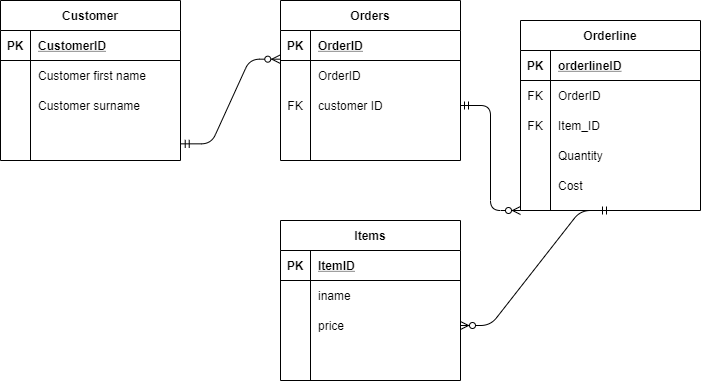 Customer
PK CustomerID
Customer first name
Customer surname
Orders
PK OrderID
OrderID
FK customer ID
Orderline
PK orderlineID
FK OrderID
FK Item_ID
Quantity
Cost
Items
PK ItemID
iname
price